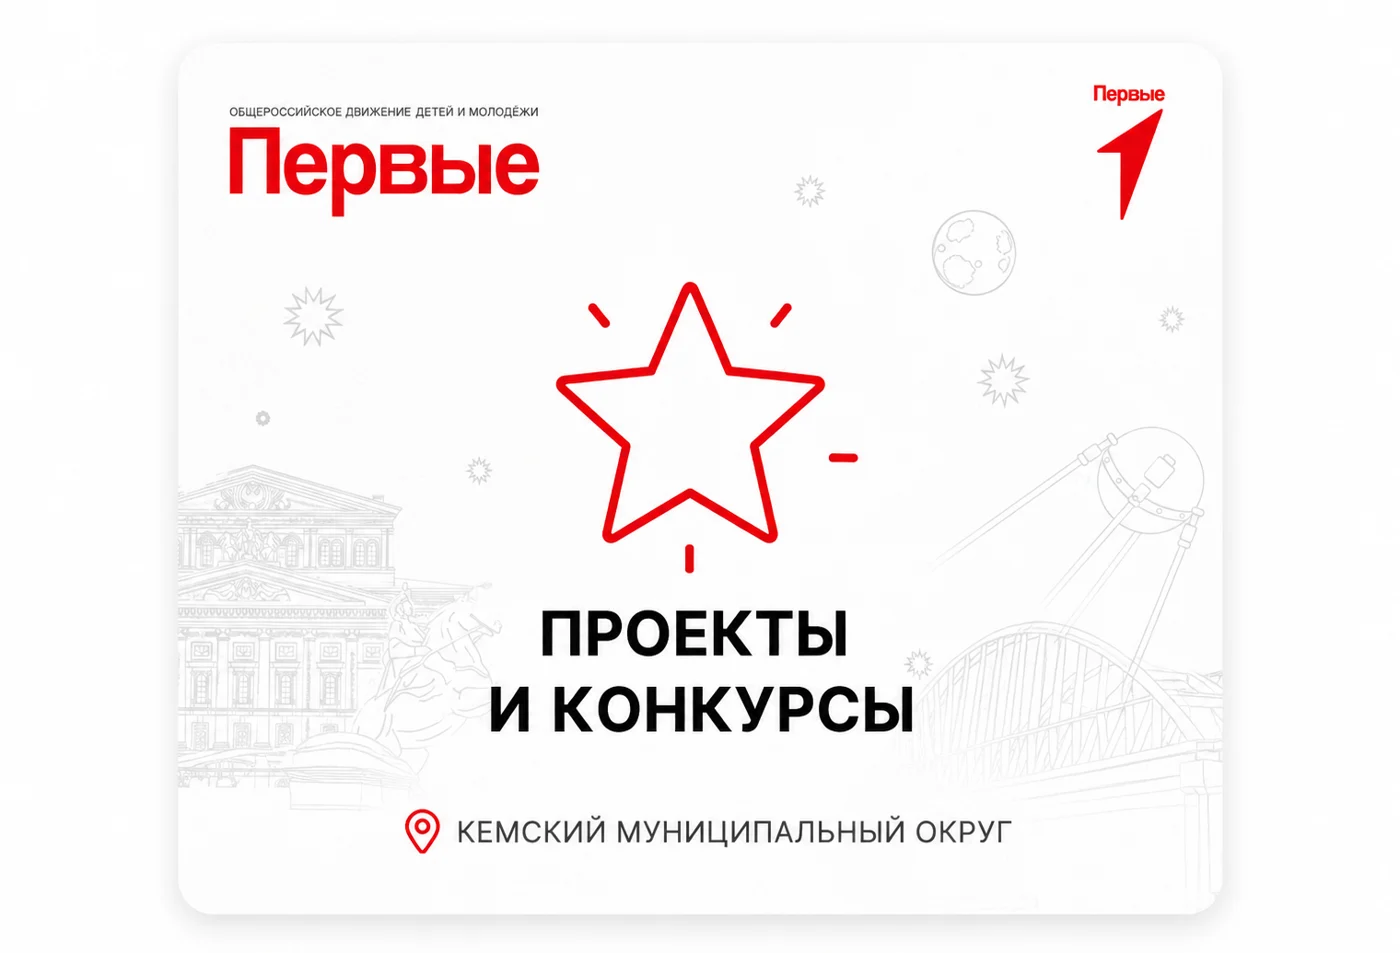 ОБЩЕРОССИЙСКОЕ ДВИЖЕНИЕ ДЕТЕЙ И МОЛОДЁЖИ
Первые
Первые
ПРОЕКТЫ
И КОНКУРСЫ
КЕМСКИЙ МУНИЦИПАЛЬНЫЙ ОКРУГ